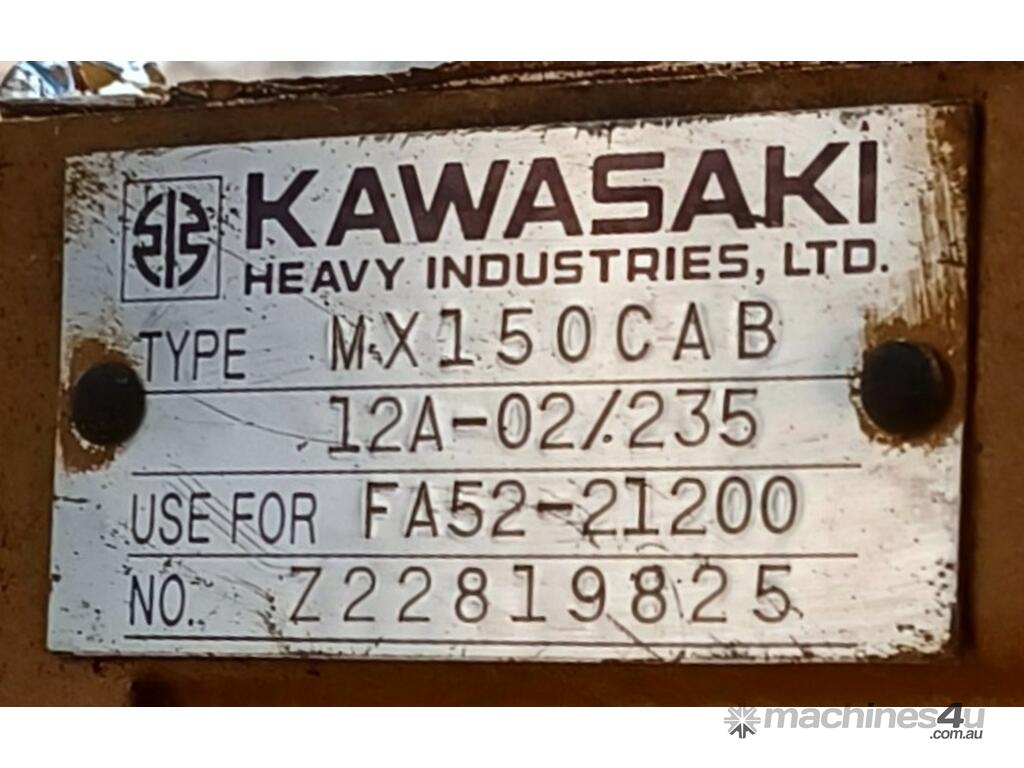 KAWASAKI
HEAVY INDUSTRIES, LTD.
TYPE MX150CAB
12A-02/235
USE FOR FA52-21200
NO. Z22819825
machines4u
.com.au